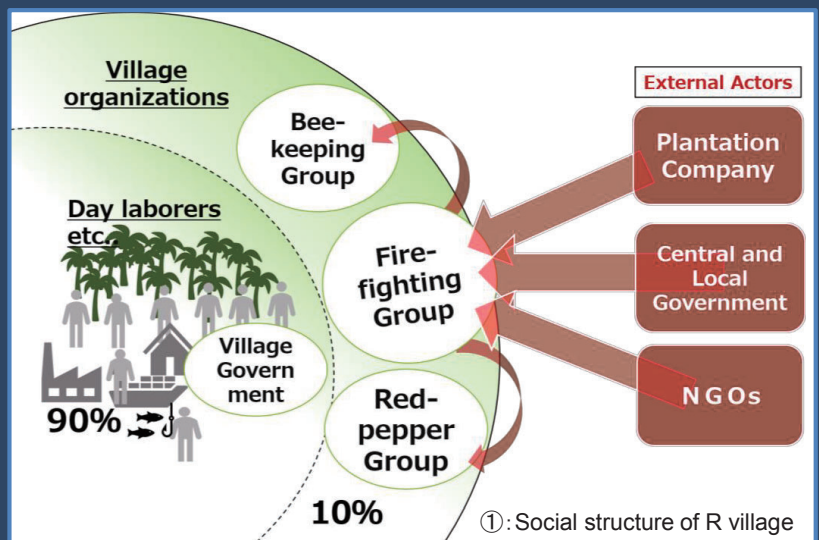 Village
organizations
Bee-
keeping
Group
External Actors
Plantation
Company
Day laborers
etc..
Fire-
fighting
Group
Central and
Local
Government
Village
Govern
ment
90%
Red-
pepper
Group
NGOs
10%
①: Social structure of R village